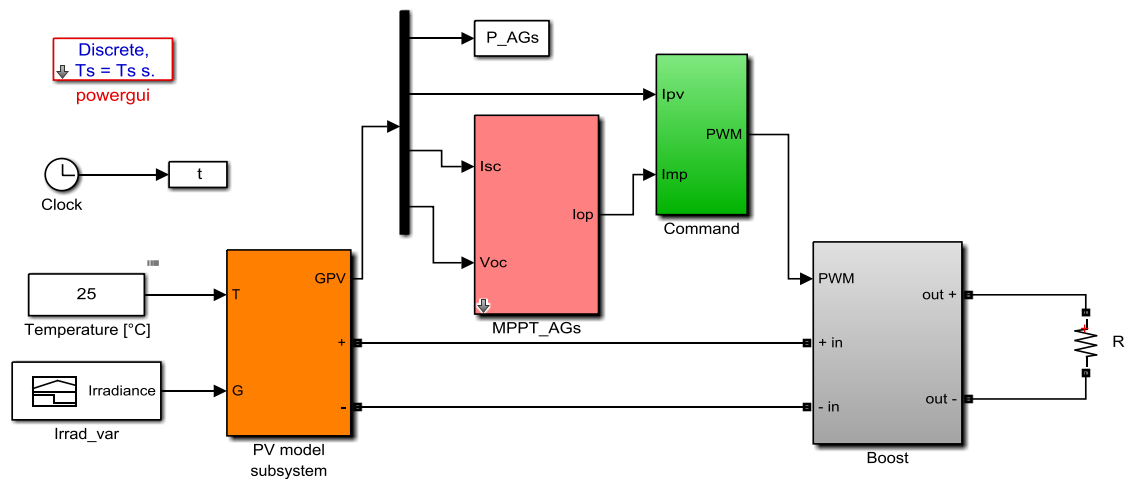 Discrete,
Ts = Ts s.
powergui
P_AGs
Ipv
PWM
Imp
Command
Isc
Iop
Voc
MPPT_AGs
t
Clock
25
Temperature [°C]
Irradiance
Irrad_var
GPV
T
+
G
-
PV model
subsystem
PWM
out +
+ in
out -
- in
Boost
R